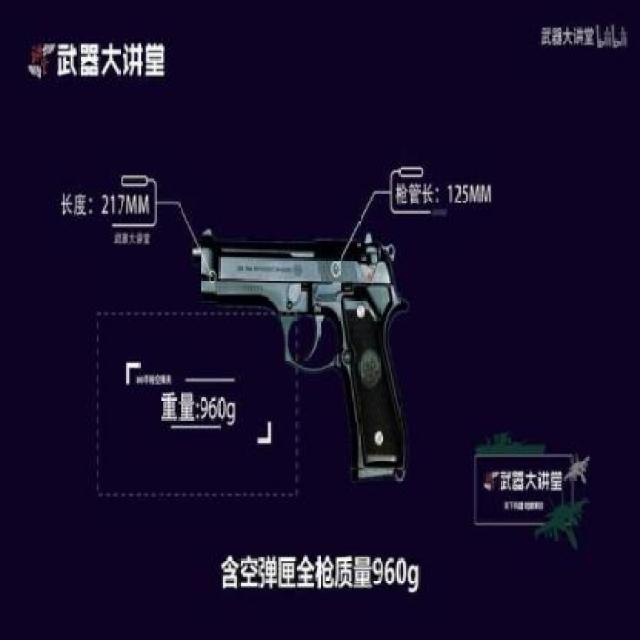 武器大讲堂
武器大讲堂 bilibili
长度：217MM
武器大讲堂
枪管长：125MM
重量:960g
武器大讲堂
含空弹匣全枪质量960g